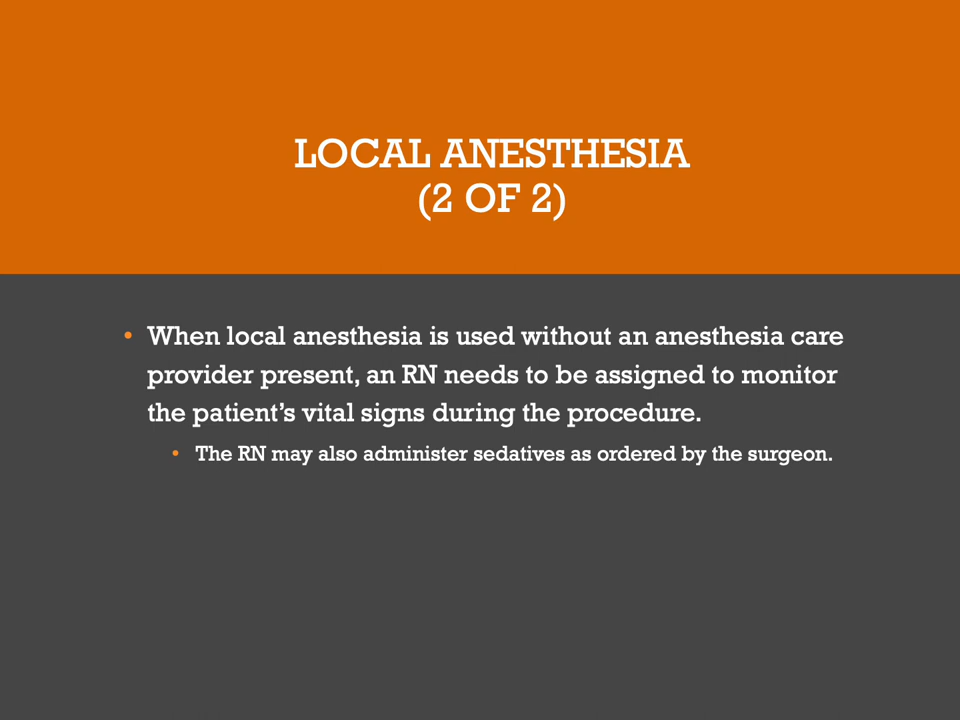 LOCAL ANESTHESIA
(2 OF 2)
• When local anesthesia is used without an anesthesia care
provider present, an RN needs to be assigned to monitor
the patient’s vital signs during the procedure.
• The RN may also administer sedatives as ordered by the surgeon.